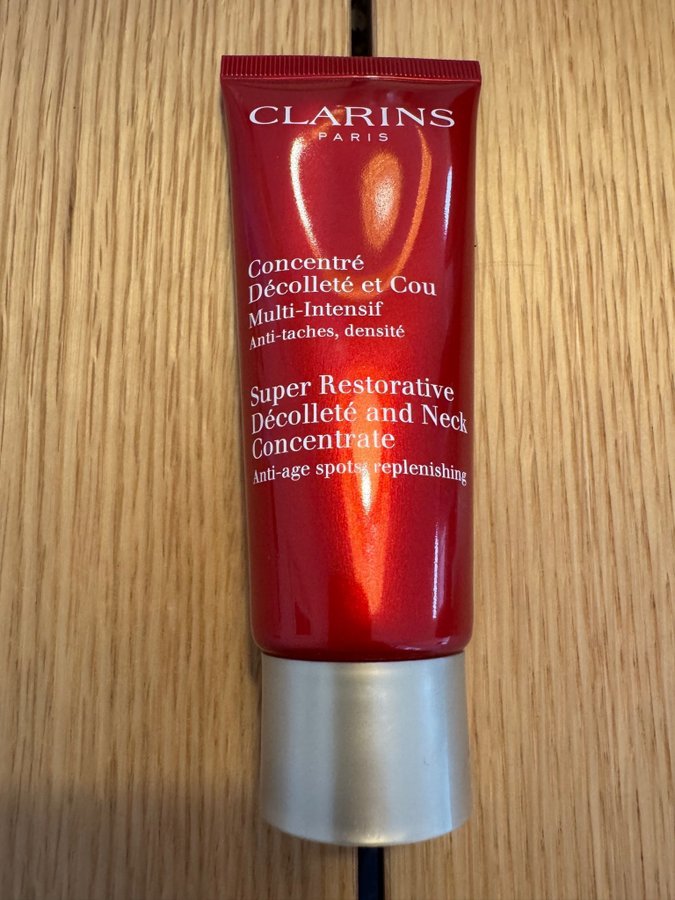 CLARINS
PARIS
Concentré
Décolleté et Cou
Multi-Intensif
Anti-taches, densité
Super Restorative
Décolleté and Neck
Concentrate
Anti-age spots, replenishing